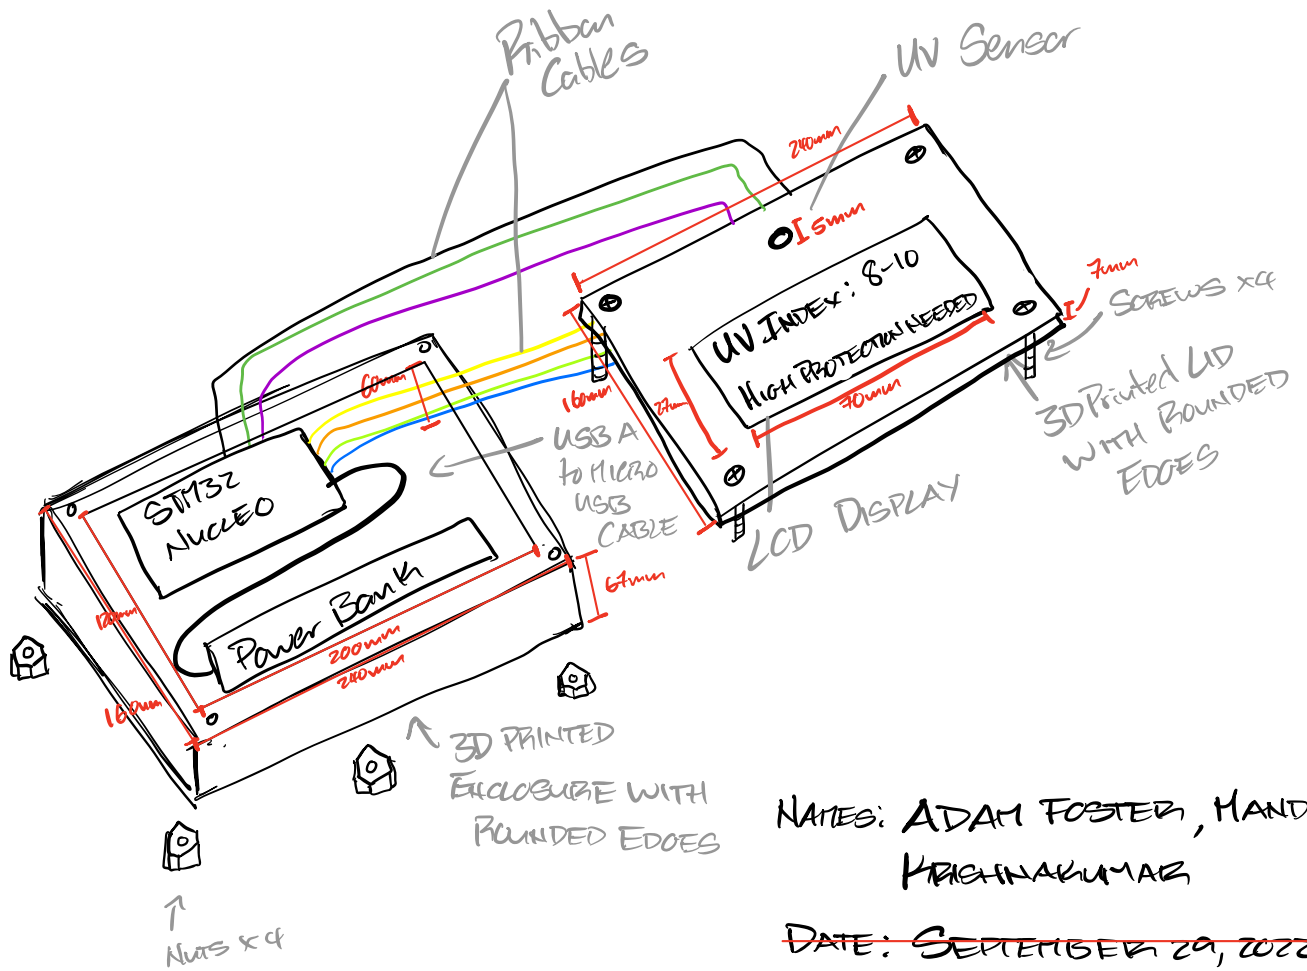 Ribbon
Cables
UV Sensor
240mm
5mm
7mm
SCREWS x4
UV INDEX: 8-10
HIGH PROTECTION NEEDED
27mm
70mm
160mm
3D Printed LID
WITH ROUNDED
EDGES
LCD DISPLAY
60mm
USB A
to MICRO
USB
CABLE
STM32
NUCLEO
Power Bank
120mm
160mm
200mm
240mm
67mm
3D PRINTED
ENCLOSURE WITH
ROUNDED EDGES
NUTS x4
NAMES: ADAM FOSTER, MAND
KRISHNAKUMAR
DATE: SEPTEMBER 29, 2022